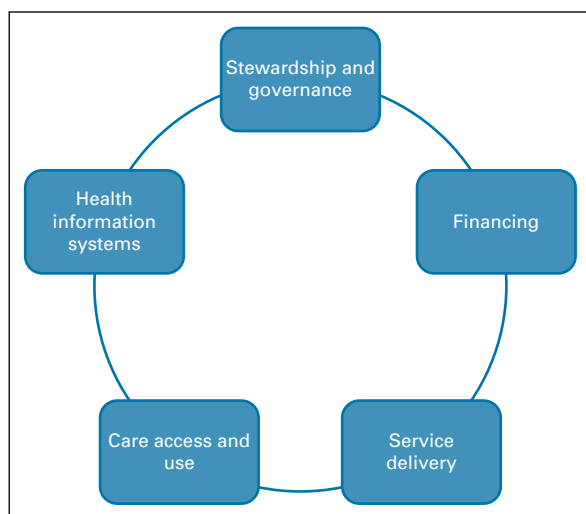 Stewardship and
governance
Health
information
systems
Financing
Care access and
use
Service
delivery